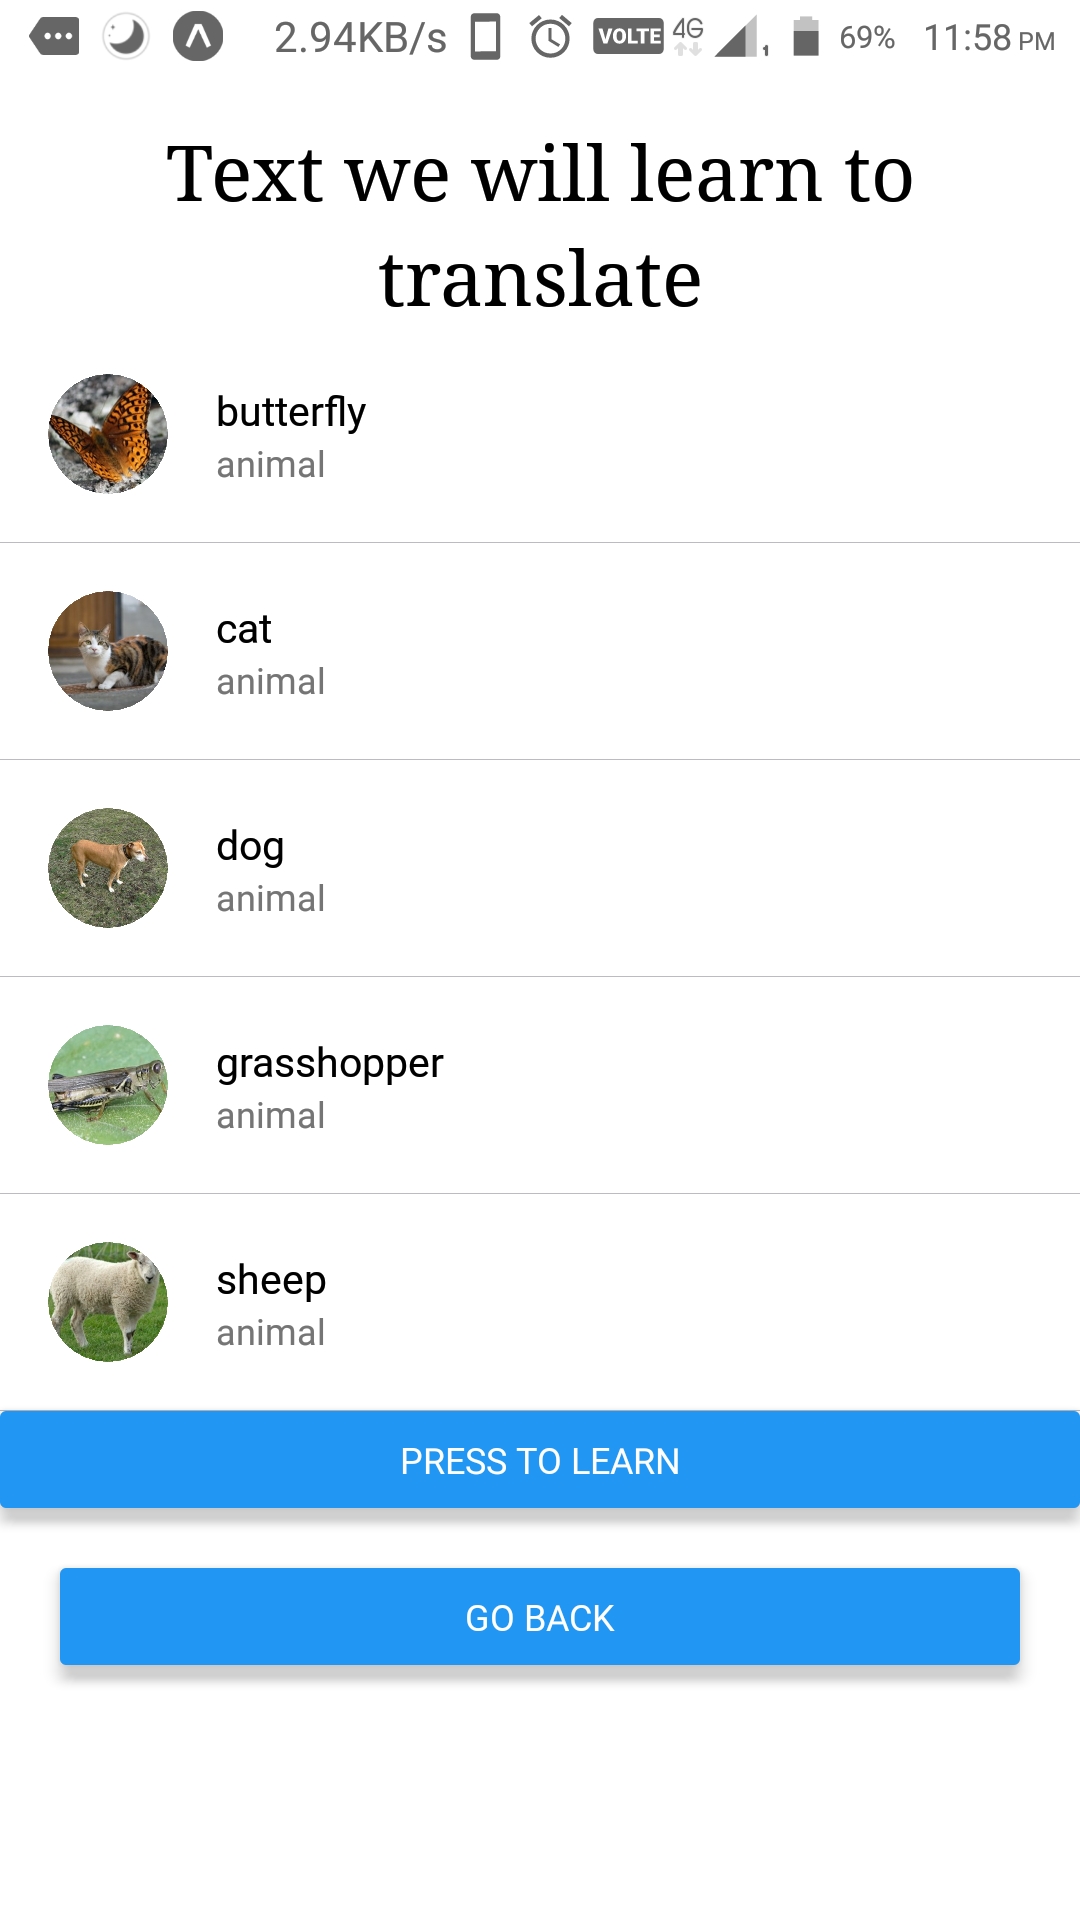 2.94KB/s VOLTE 4G 1 69% 11:58 PM
Text we will learn to
translate
butterfly
animal
cat
animal
dog
animal
grasshopper
animal
sheep
animal
PRESS TO LEARN
GO BACK